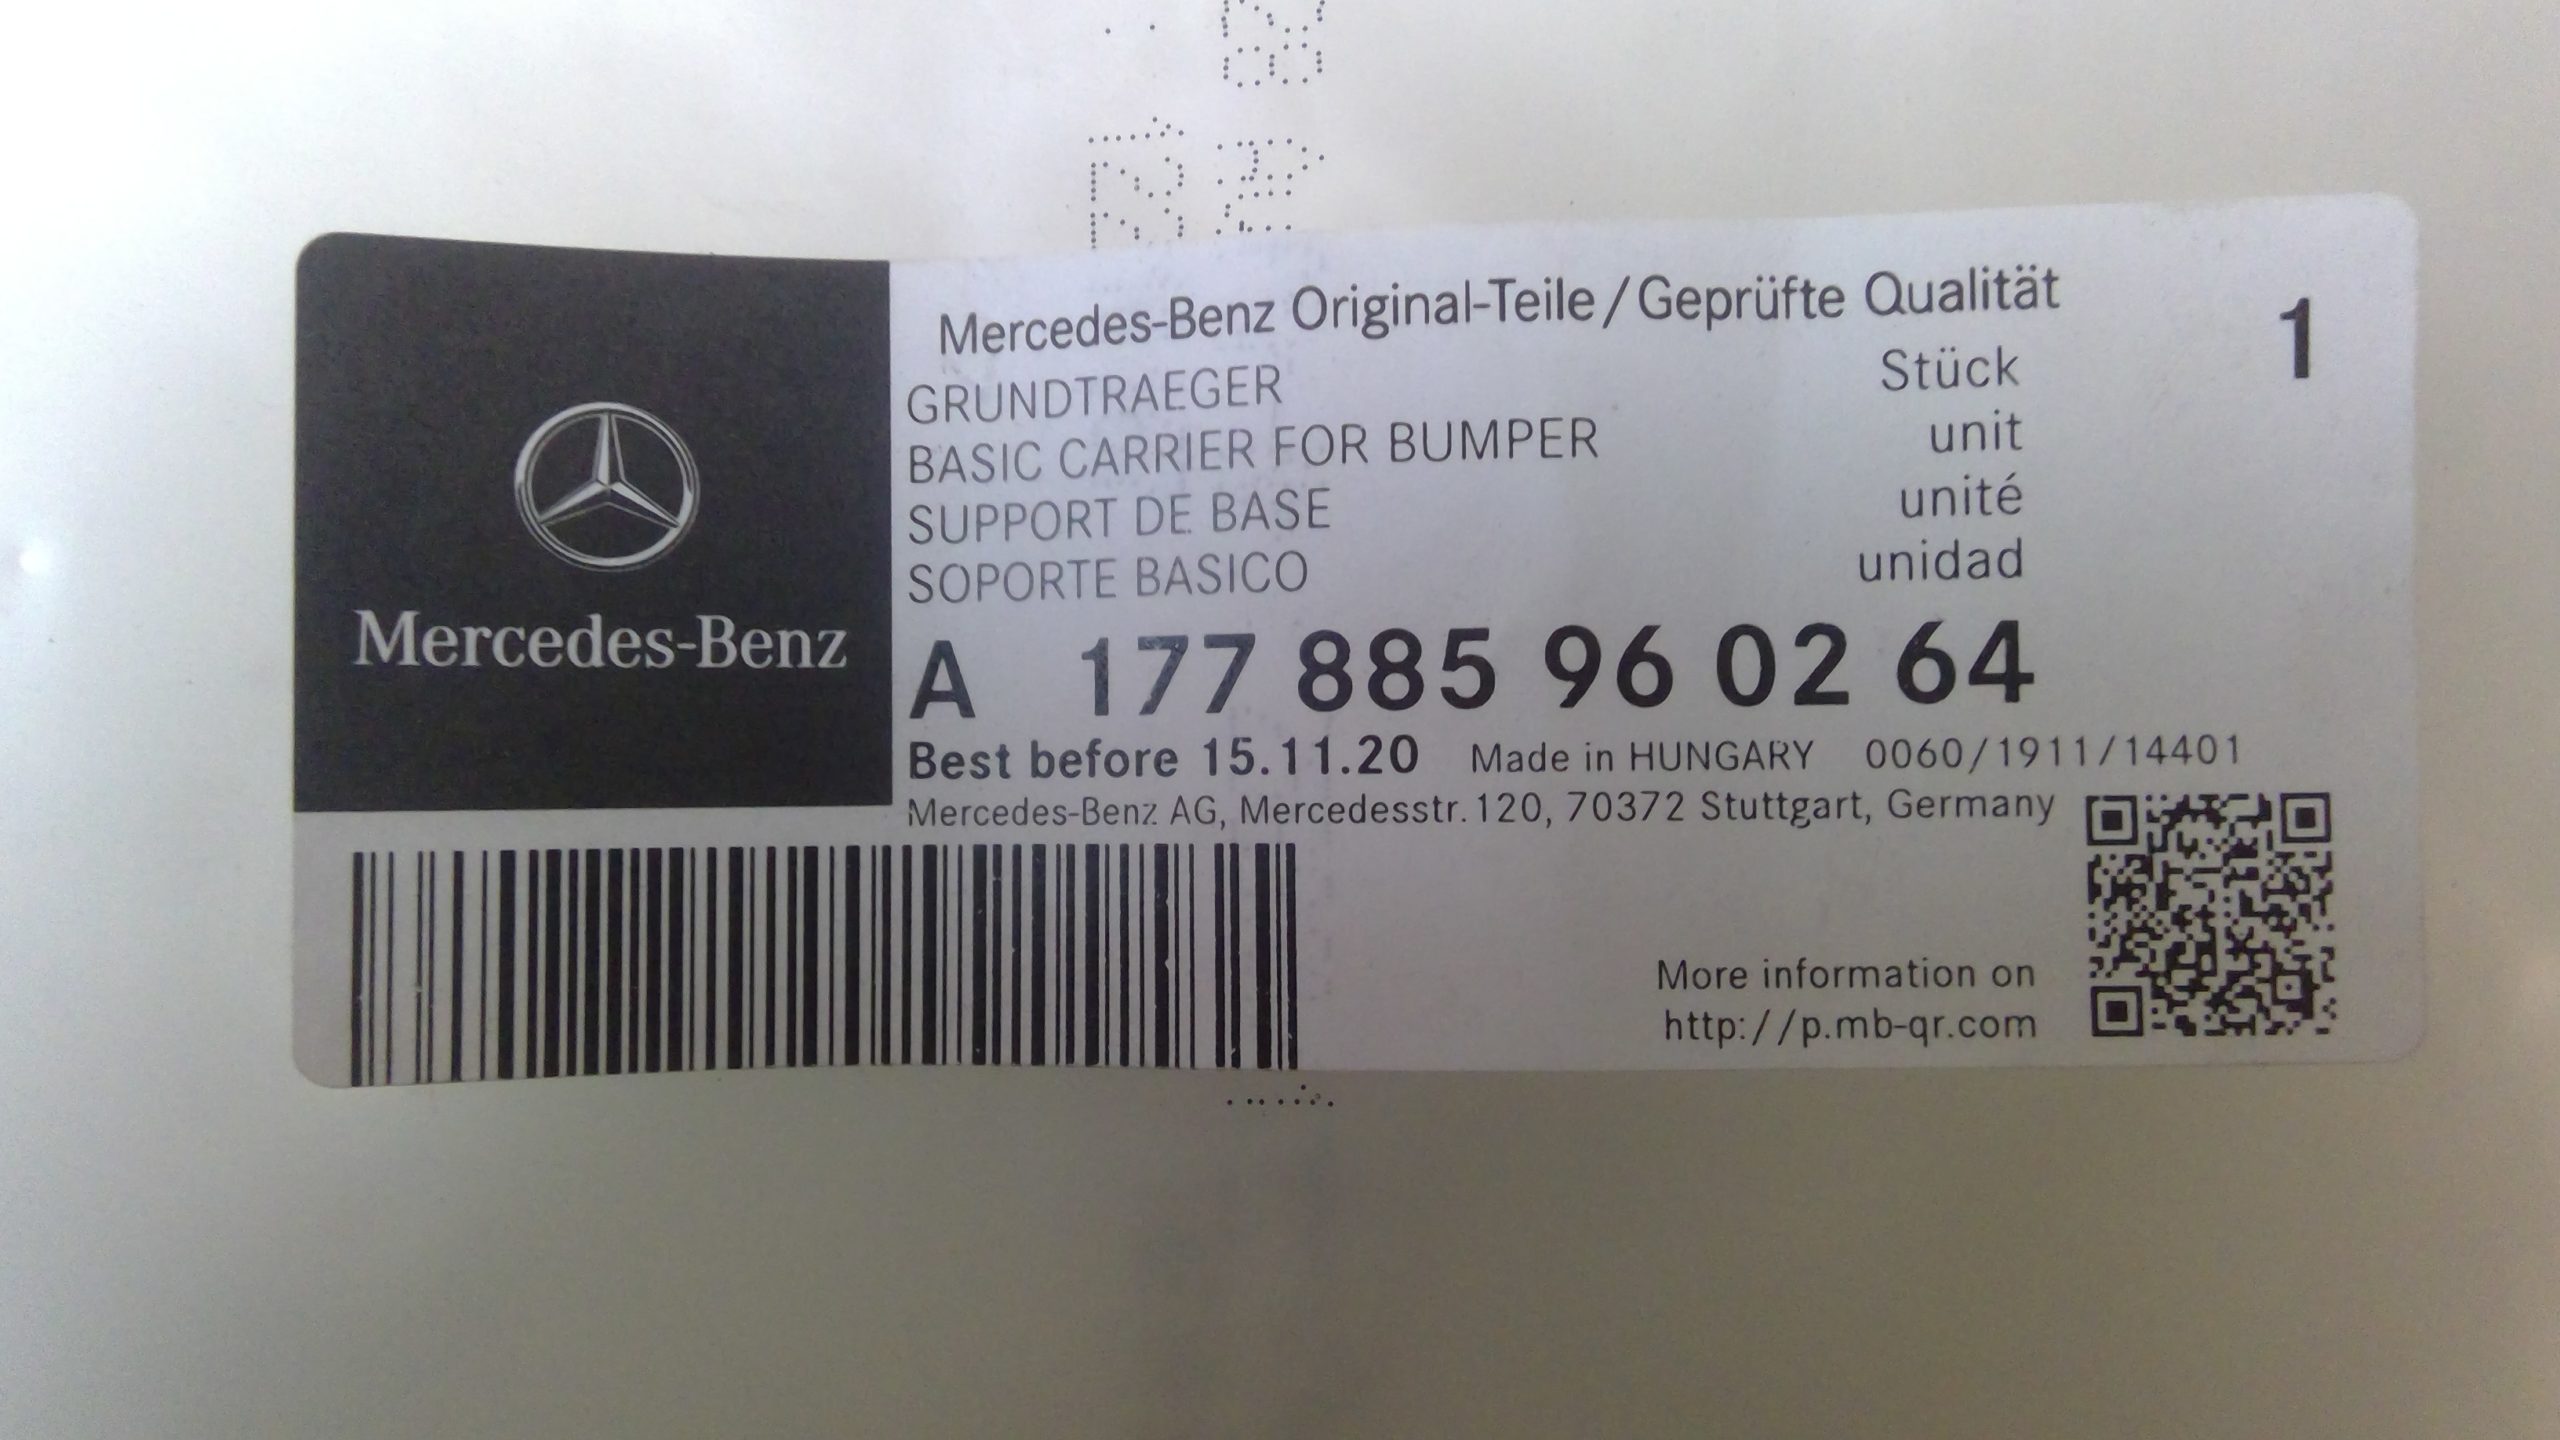 Mercedes-Benz
Mercedes-Benz Original-Teile/Geprüfte Qualität
GRUNDTRAEGER Stück 1
BASIC CARRIER FOR BUMPER unit
SUPPORT DE BASE unité
SOPORTE BASICO unidad
A 177 885 96 02 64
Best before 15.11.20 Made in HUNGARY 0060/1911/14401
Mercedes-Benz AG, Mercedesstr. 120, 70372 Stuttgart, Germany
More information on
http://p.mb-qr.com